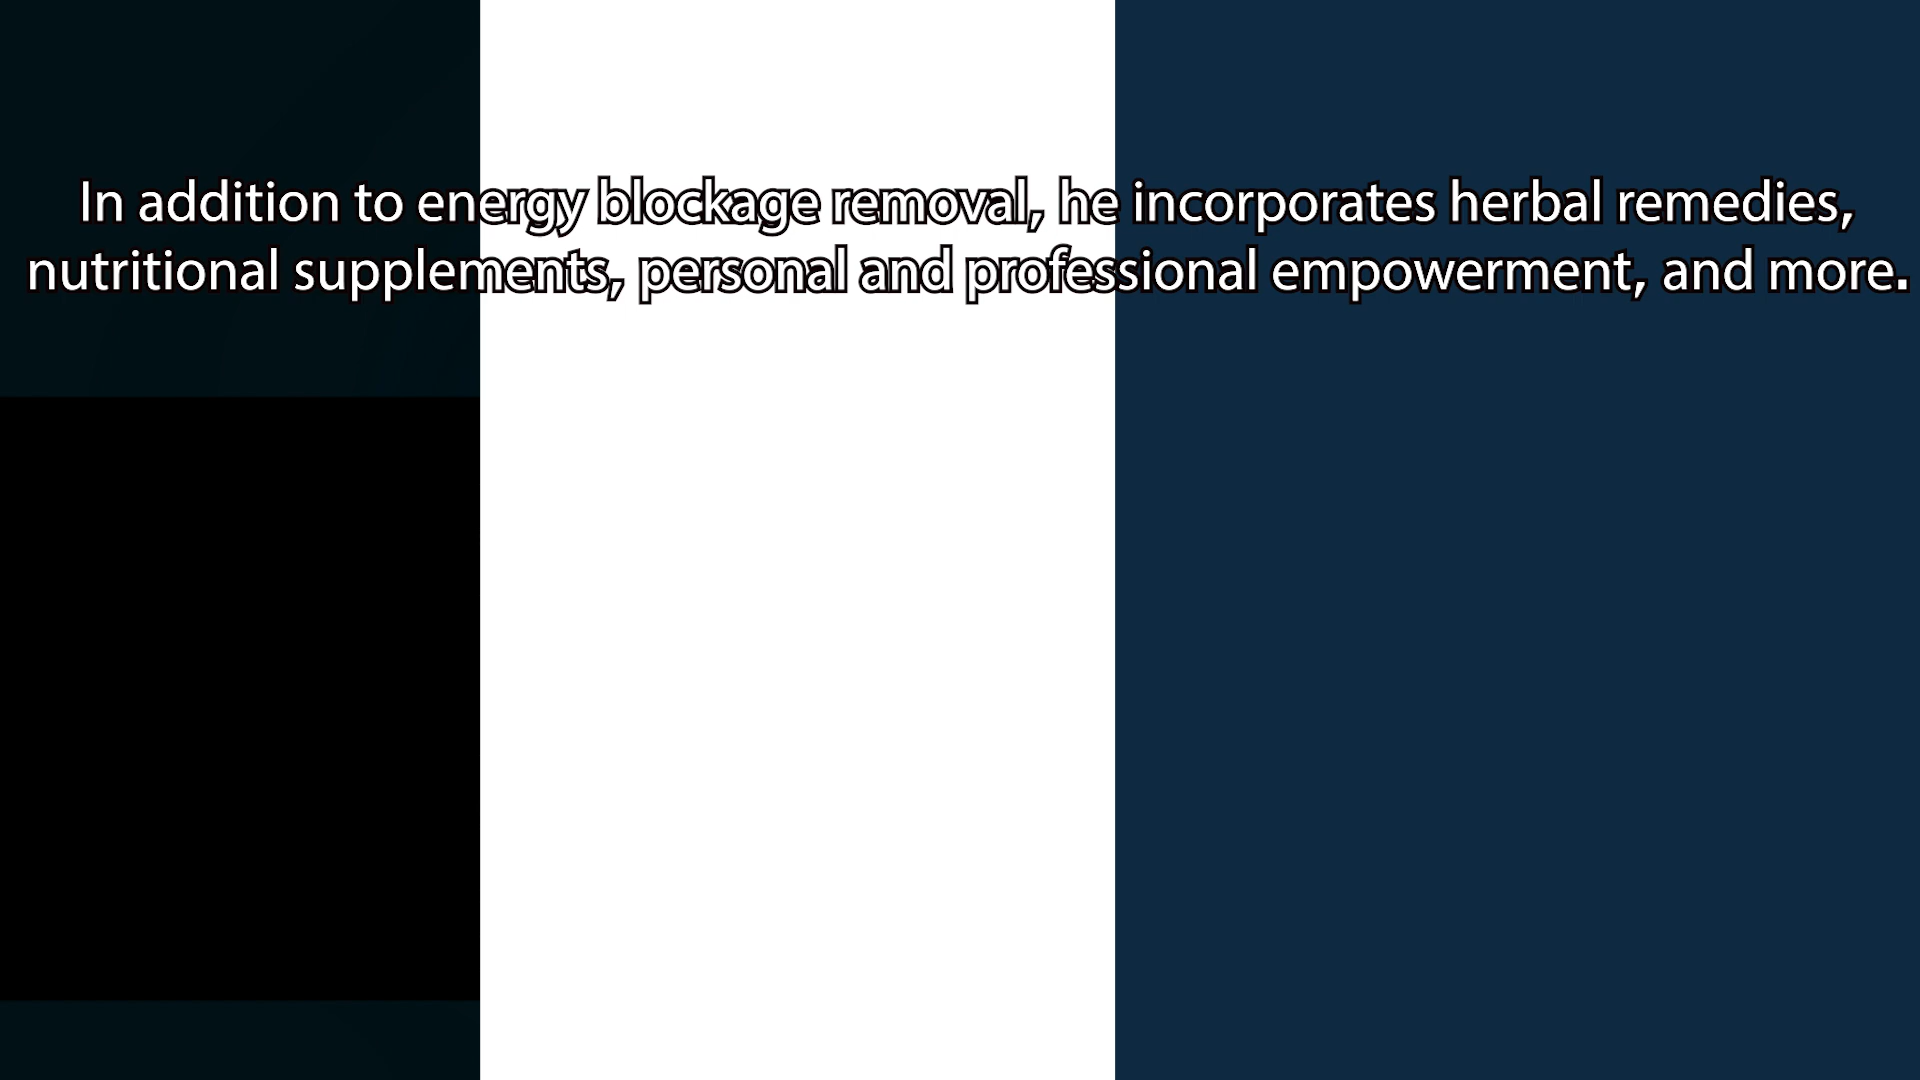 In addition to energy blockage removal, he incorporates herbal remedies,
nutritional supplements, personal and professional empowerment, and more.